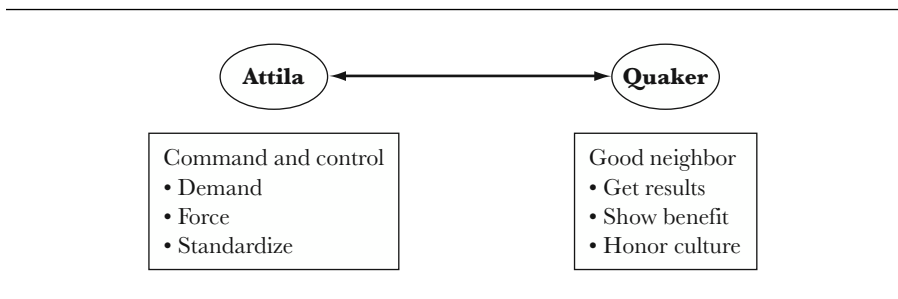 Attila
Quaker
Command and control
• Demand
• Force
• Standardize
Good neighbor
• Get results
• Show benefit
• Honor culture